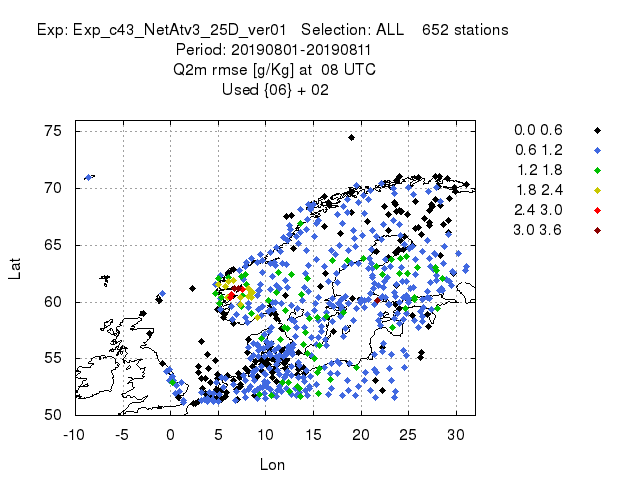 Exp: Exp_c43_NetAtv3_25D_ver01   Selection: ALL    652 stations
Period: 20190801-20190811
Q2m rmse [g/Kg] at  08 UTC
Used {06} + 02
0.0 0.6
0.6 1.2
1.2 1.8
1.8 2.4
2.4 3.0
3.0 3.6
75
70
65
60
55
50
Lat
-10 -5 0 5 10 15 20 25 30
Lon